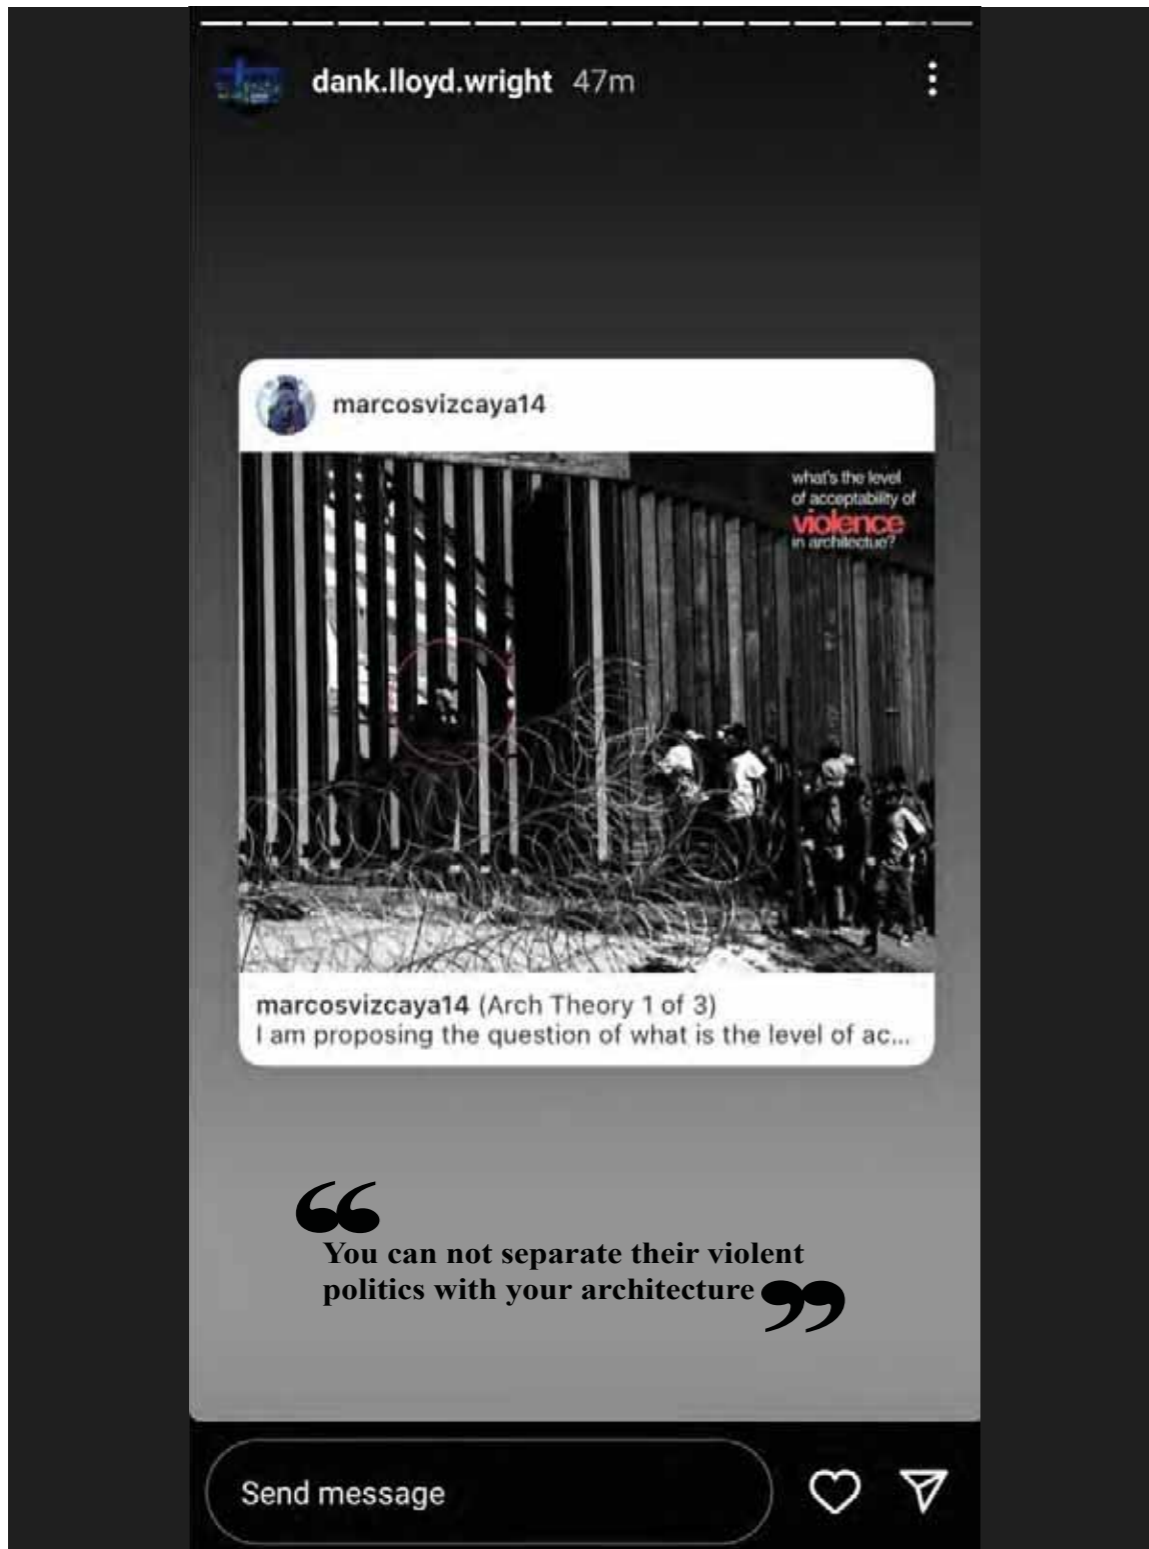 dank.lloyd.wright 47m
marcosvizcaya14
what's the level
of acceptability of
violence
in architectue?
marcosvizcaya14 (Arch Theory 1 of 3)
I am proposing the question of what is the level of ac...
“
You can not separate their violent
politics with your architecture ”
Send message